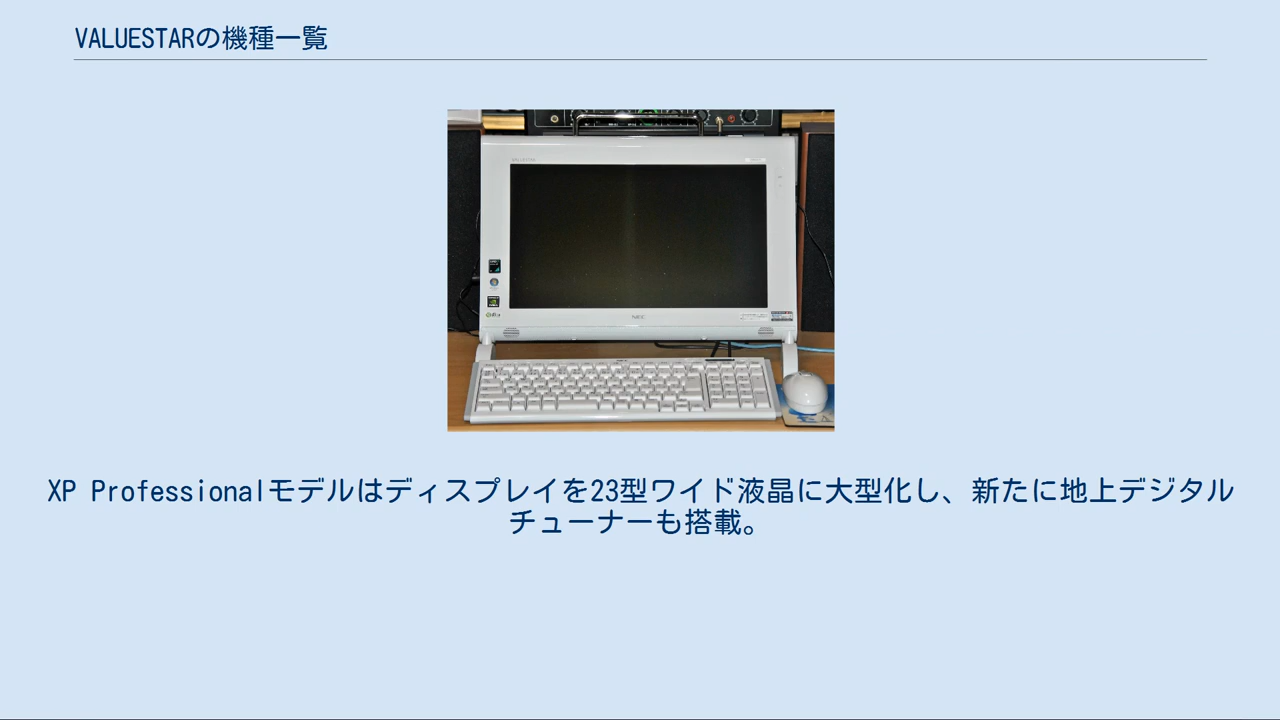 VALUESTARの機種一覧
VALUESTAR
NEC
XP Professionalモデルはディスプレイを23型ワイド液晶に大型化し、新たに地上デジタル
チューナーも搭載。